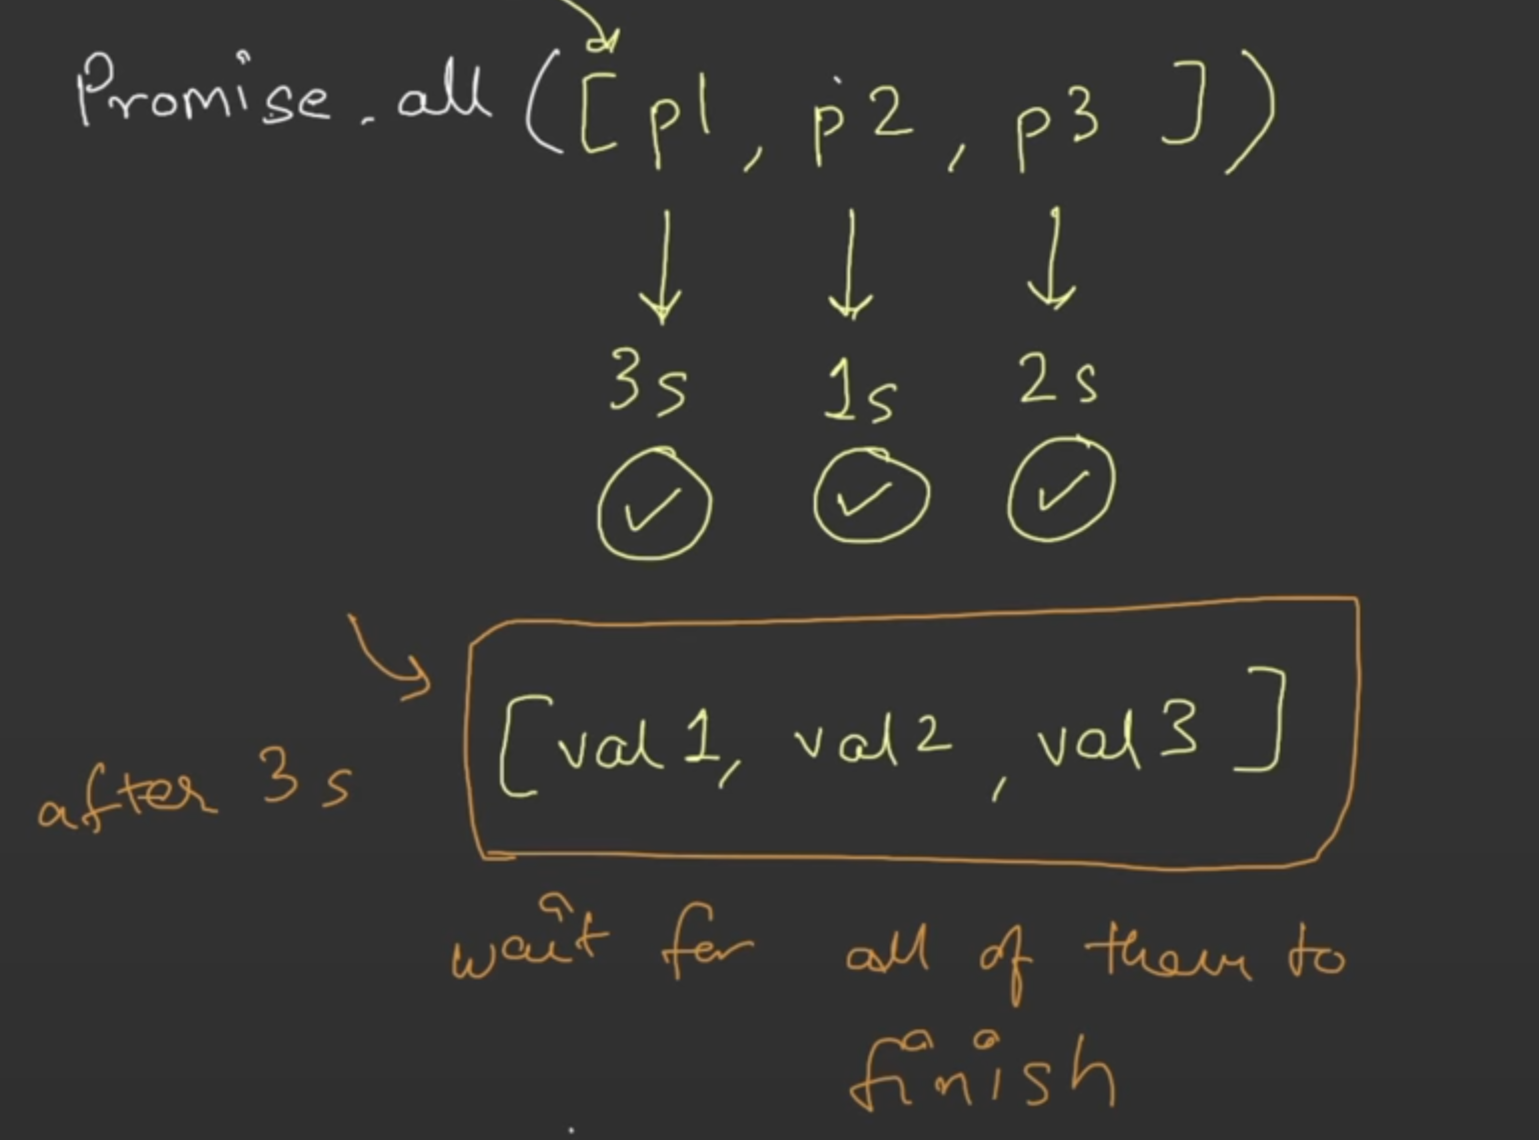 Promise.all([p1, p2, p3])
3s 1s 2s
[val1, val2, val3]
after 3s
wait for all of them to
finish